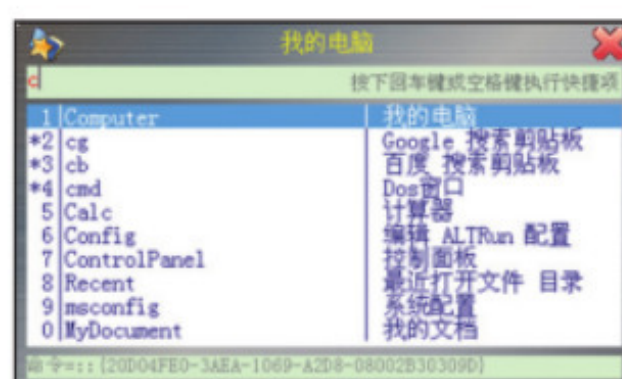 我的电脑
c
按下回车键或空格键执行快捷项
1 Computer 我的电脑
*2 cg Google 搜索剪贴板
*3 cb 百度 搜索剪贴板
*4 cmd Dos窗口
5 Calc 计算器
6 Config 编辑 ALTRun 配置
7 ControlPanel 控制面板
8 Recent 最近打开文件 目录
9 msconfig 系统配置
0 MyDocument 我的文档
命令=::{20D04FE0-3AEA-1069-A2D8-08002B30309D}